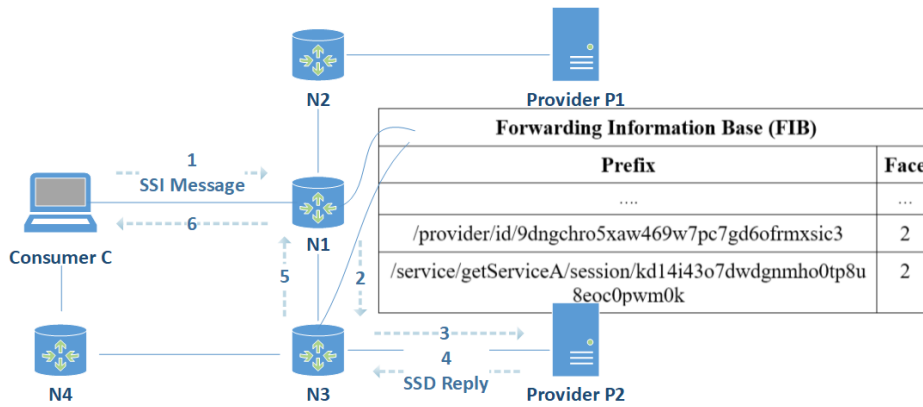 N2
Provider P1
Forwarding Information Base (FIB)
Prefix Face
.... ...
/provider/id/9dngchro5xaw469w7pc7gd6ofrmxsic3 2
/service/getServiceA/session/kd14i43o7dwdgnmho0tp8u 2
8eoc0pwm0k
1
SSI Message
6
N1
Consumer C
5
2
3
4
SSD Reply
N4
N3
Provider P2